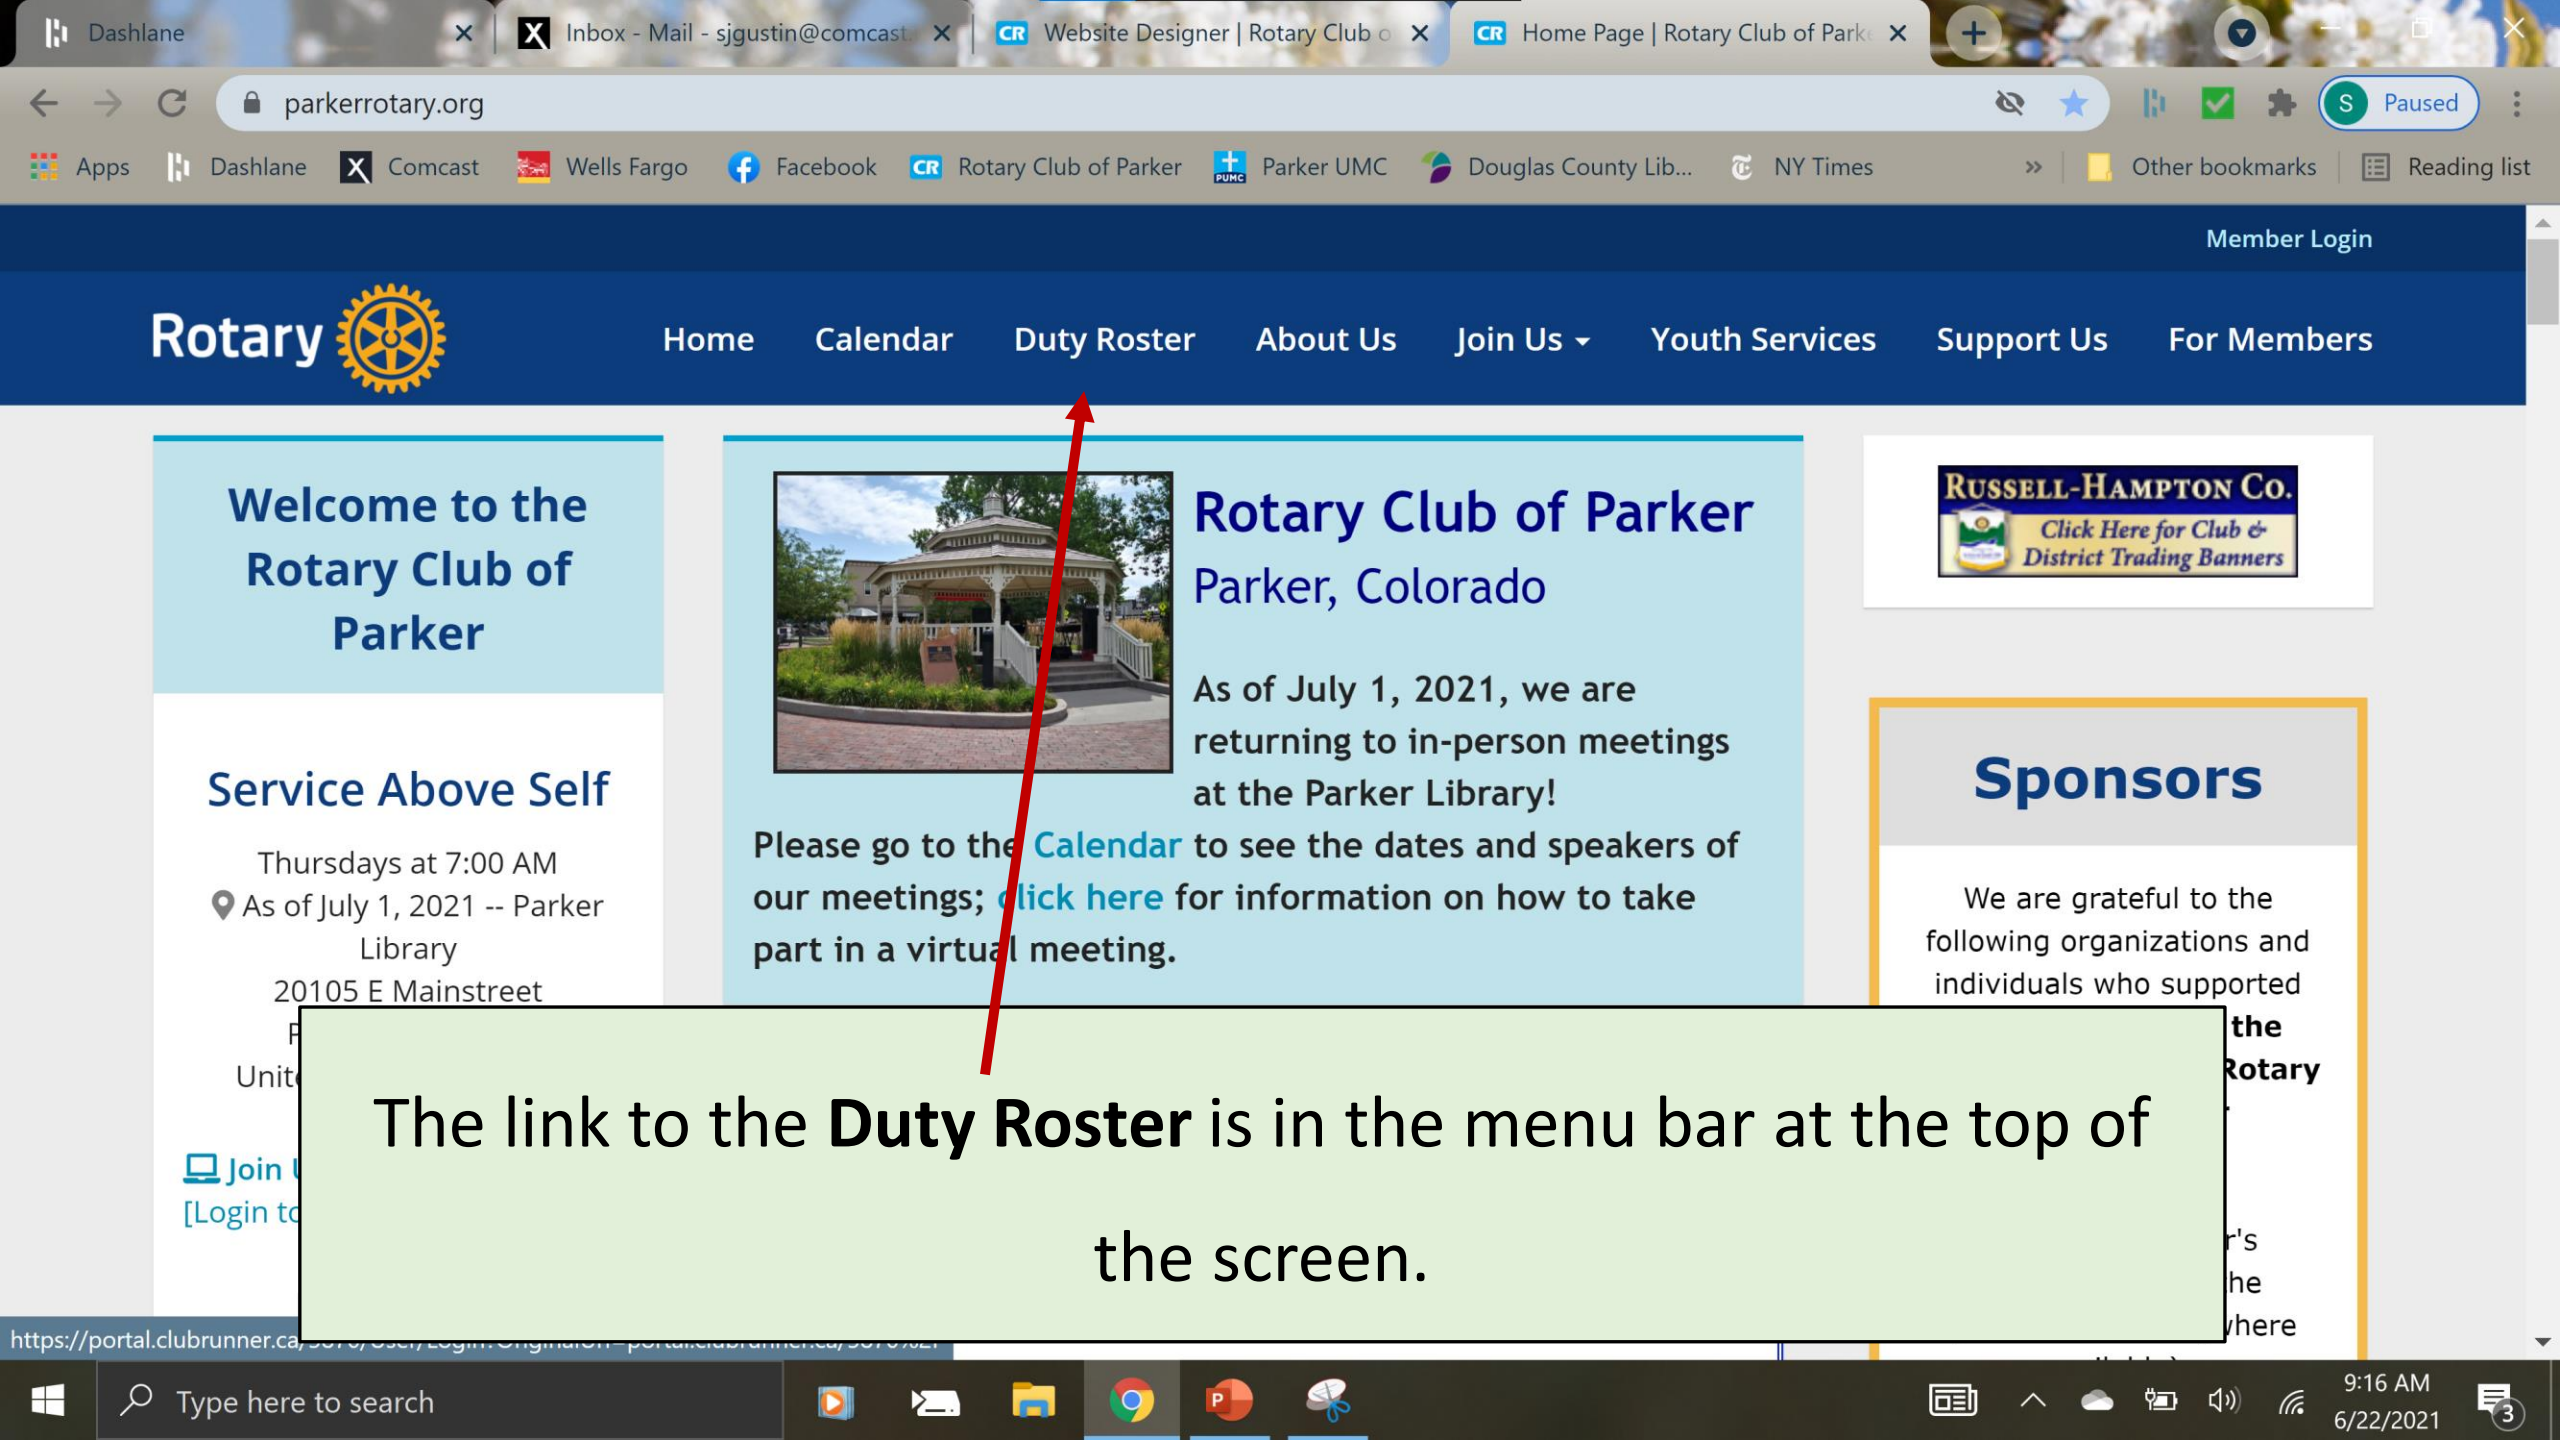 Dashlane
Inbox - Mail - sjgustin@comcast.
Website Designer | Rotary Club o
Home Page | Rotary Club of Park
parkerrotary.org
S Paused
Apps Dashlane Comcast Wells Fargo Facebook CR Rotary Club of Parker Parker UMC Douglas County Lib... NY Times » Other bookmarks Reading list
Member Login
Rotary
Home Calendar Duty Roster About Us Join Us Youth Services Support Us For Members
Welcome to the
Rotary Club of
Parker
Service Above Self
Thursdays at 7:00 AM
As of July 1, 2021 -- Parker
Library
20105 E Mainstreet
Join
[Login to
Rotary Club of Parker
Parker, Colorado
As of July 1, 2021, we are
returning to in-person meetings
at the Parker Library!
Please go to the Calendar to see the dates and speakers of
our meetings; click here for information on how to take
part in a virtual meeting.
RUSSELL-HAMPTON CO.
Click Here for Club &
District Trading Banners
Sponsors
We are grateful to the
following organizations and
individuals who supported
the
Rotary
where
The link to the Duty Roster is in the menu bar at the top of
the screen.
Type here to search
9:16 AM
6/22/2021
3